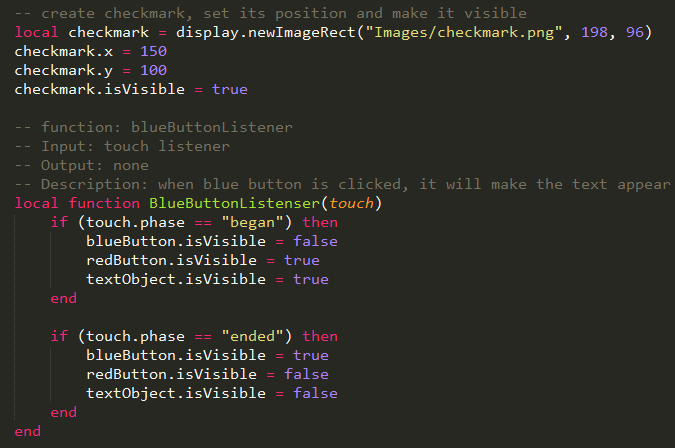 -- create checkmark, set its position and make it visible
local checkmark = display.newImageRect("Images/checkmark.png", 198, 96)
checkmark.x = 150
checkmark.y = 100
checkmark.isVisible = true

-- function: blueButtonListener
-- Input: touch listener
-- Output: none
-- Description: when blue button is clicked, it will make the text appear
local function BlueButtonListenser(touch)
    if (touch.phase == "began") then
        blueButton.isVisible = false
        redButton.isVisible = true
        textObject.isVisible = true
    end

    if (touch.phase == "ended") then
        blueButton.isVisible = true
        redButton.isVisible = false
        textObject.isVisible = false
    end
end